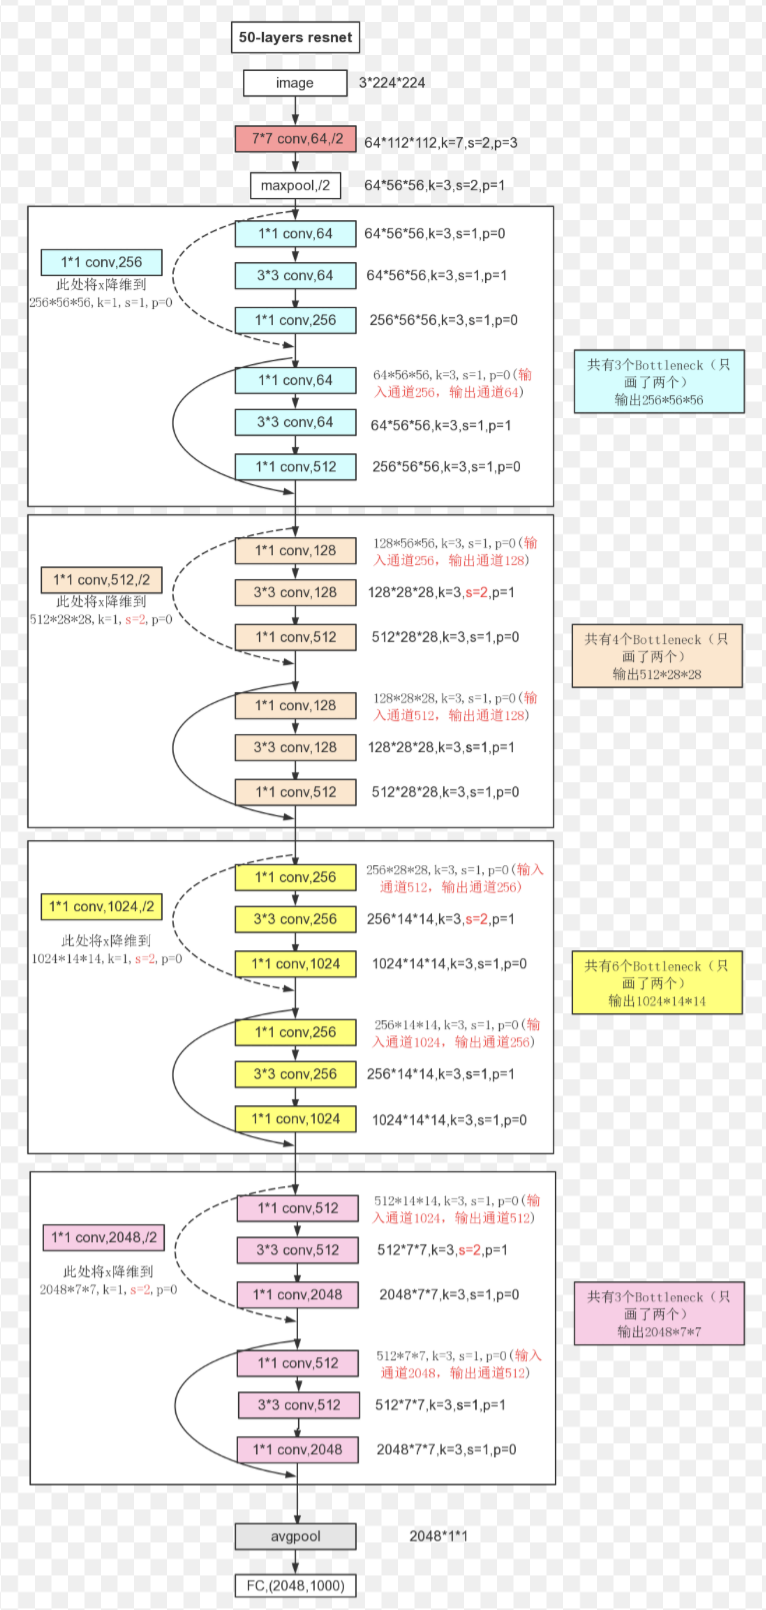 50-layers resnet
image
3*224*224
7*7 conv,64,/2
64*112*112,k=7,s=2,p=3
maxpool,/2
64*56*56,k=3,s=2,p=1
1*1 conv,64
64*56*56,k=3,s=1,p=0
1*1 conv,256
此处将x降维到
256*56*56,k=1,s=1,p=0
3*3 conv,64
64*56*56,k=3,s=1,p=1
1*1 conv,256
256*56*56,k=3,s=1,p=0
共有3个Bottleneck（只
画了两个）
输出256*56*56
1*1 conv,64
64*56*56,k=3,s=1,p=0(输
入通道256，输出通道64)
3*3 conv,64
64*56*56,k=3,s=1,p=1
1*1 conv,512
256*56*56,k=3,s=1,p=0
1*1 conv,128
128*56*56,k=3,s=1,p=0(输
入通道256，输出通道128)
1*1 conv,512,/2
此处将x降维到
512*28*28,k=1,s=2,p=0
3*3 conv,128
128*28*28,k=3,s=2,p=1
1*1 conv,512
512*28*28,k=3,s=1,p=0
共有4个Bottleneck（只
画了两个）
输出512*28*28
1*1 conv,128
128*28*28,k=3,s=1,p=0(输
入通道512，输出通道128)
3*3 conv,128
128*28*28,k=3,s=1,p=1
1*1 conv,512
512*28*28,k=3,s=1,p=0
1*1 conv,256
256*28*28,k=3,s=1,p=0(输入
通道512，输出通道256)
1*1 conv,1024,/2
此处将x降维到
1024*14*14,k=1,s=2,p=0
3*3 conv,256
256*14*14,k=3,s=2,p=1
1*1 conv,1024
1024*14*14,k=3,s=1,p=0
共有6个Bottleneck（只
画了两个）
输出1024*14*14
1*1 conv,256
256*14*14,k=3,s=1,p=0(输
入通道1024，输出通道256)
3*3 conv,256
256*14*14,k=3,s=1,p=1
1*1 conv,1024
1024*14*14,k=3,s=1,p=0
1*1 conv,512
512*14*14,k=3,s=1,p=0(输
入通道1024，输出通道512)
1*1 conv,2048,/2
此处将x降维到
2048*7*7,k=1,s=2,p=0
3*3 conv,512
512*7*7,k=3,s=2,p=1
1*1 conv,2048
2048*7*7,k=3,s=1,p=0
共有3个Bottleneck（只
画了两个）
输出2048*7*7
1*1 conv,512
512*7*7,k=3,s=1,p=0(输入
通道2048，输出通道512)
3*3 conv,512
512*7*7,k=3,s=1,p=1
1*1 conv,2048
2048*7*7,k=3,s=1,p=0
avgpool
2048*1*1
FC,(2048,1000)